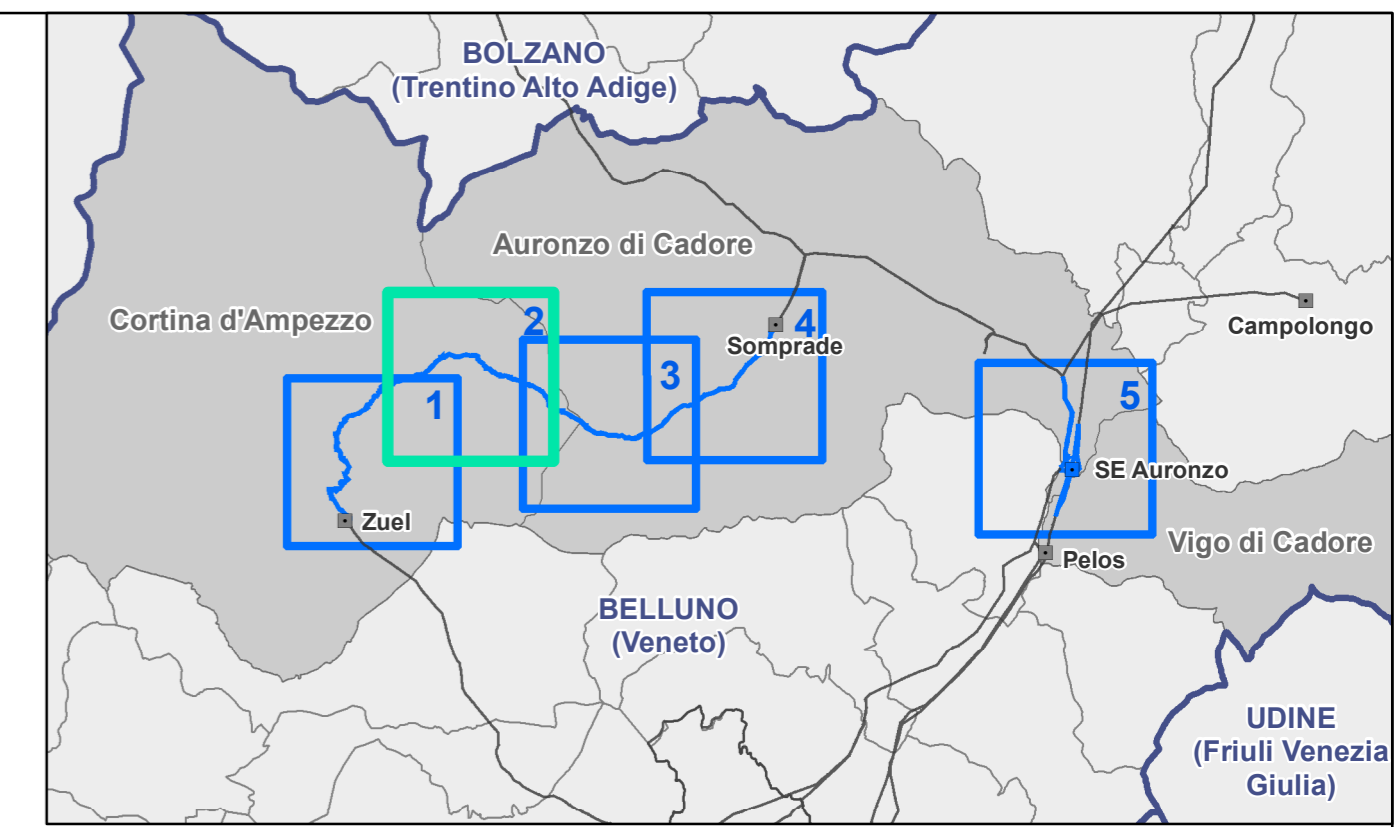 BOLZANO
(Trentino Alto Adige)
Auronzo di Cadore
Cortina d'Ampezzo
2
4
Campolongo
Somprade
3
1
5
SE Auronzo
Zuel
Vigo di Cadore
Pelos
BELLUNO
(Veneto)
UDINE
(Friuli Venezia
Giulia)